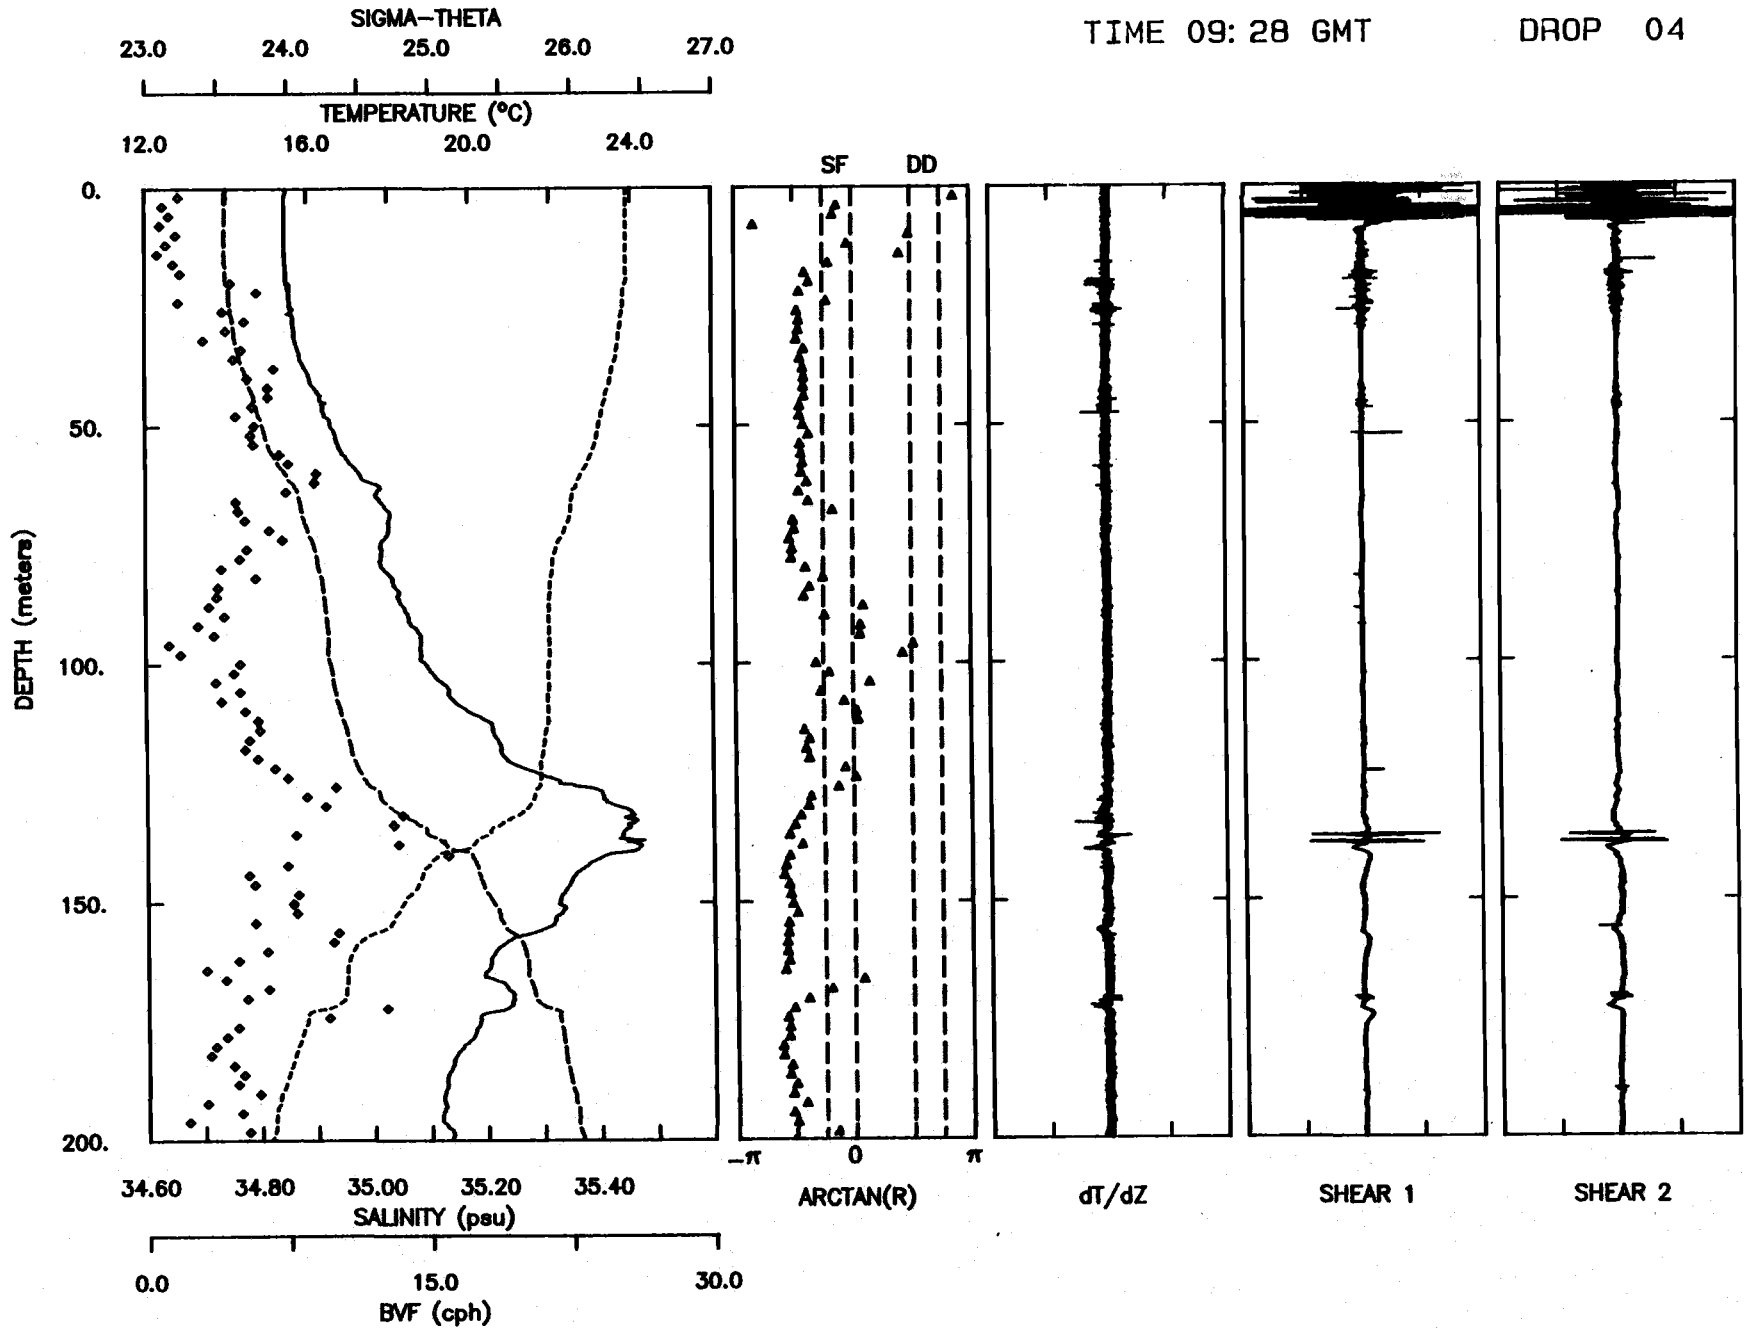 SIGMA-THETA
23.0 24.0 25.0 26.0 27.0
TIME 09:28 GMT DROP 04
TEMPERATURE (°C)
12.0 16.0 20.0 24.0
SF DD
0.
50.
100.
150.
200.
DEPTH (meters)
-π 0 π
34.60 34.80 35.00 35.20 35.40
SALINITY (psu)
ARCTAN(R) dT/dZ SHEAR 1 SHEAR 2
0.0 15.0 30.0
BVF (cph)